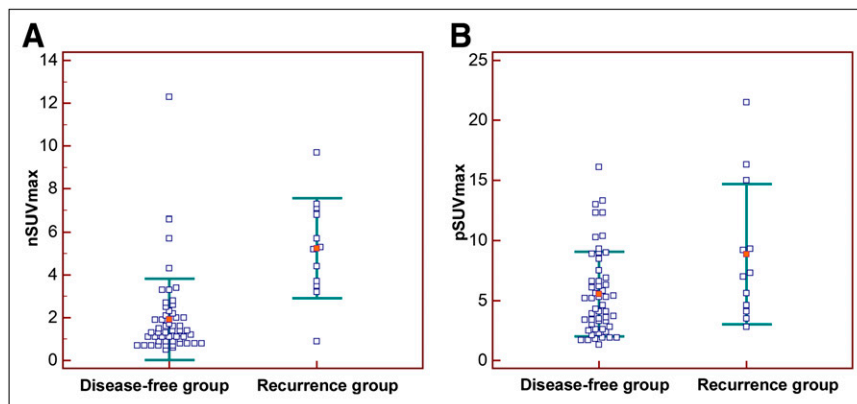 A
B
nSUVmax
14
12
10
8
6
4
2
0
Disease-free group
Recurrence group
pSUVmax
25
20
15
10
5
0
Disease-free group
Recurrence group